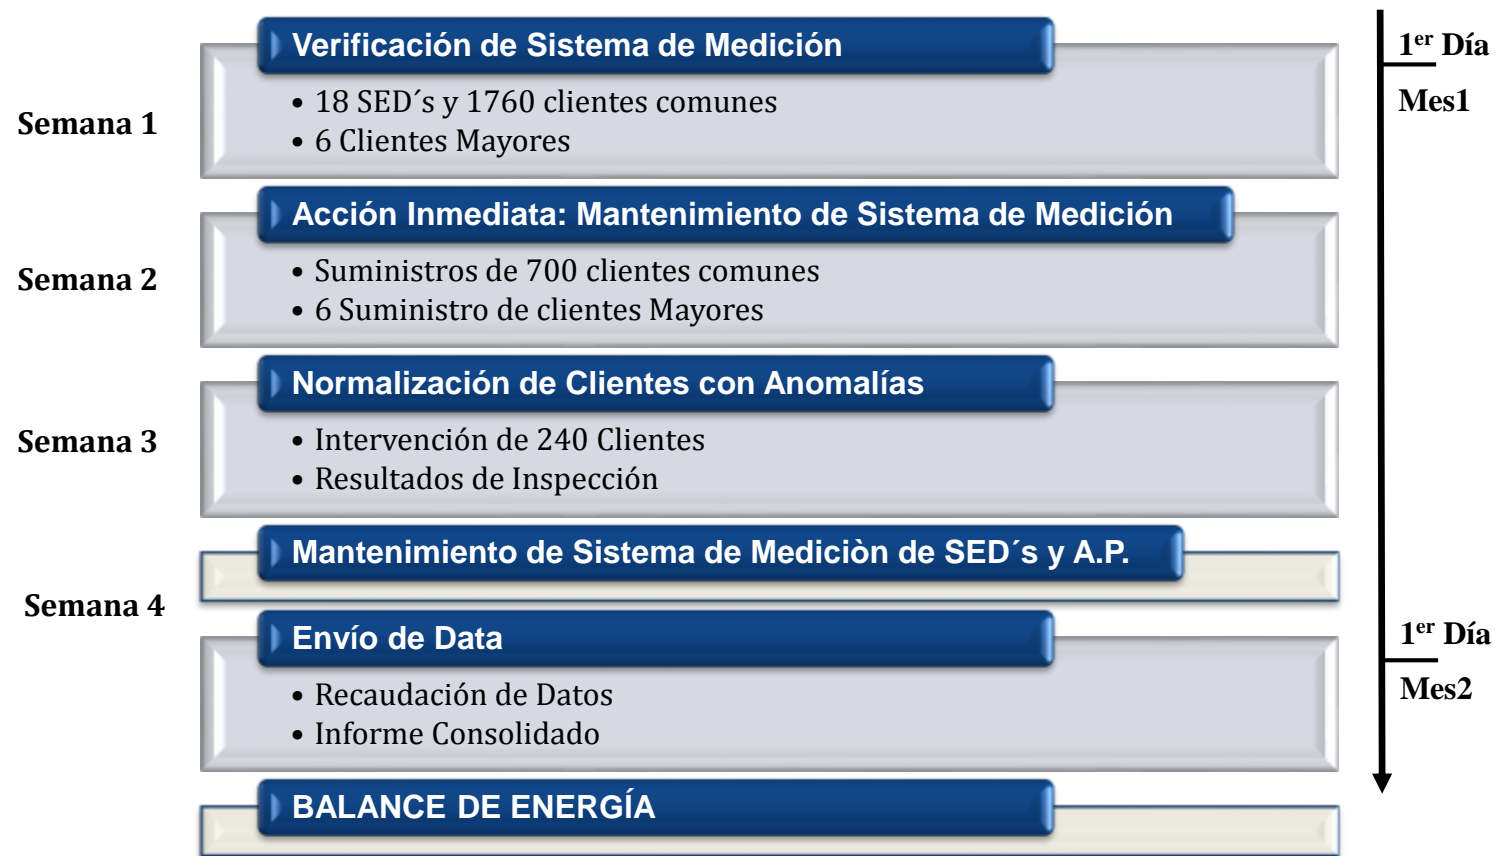 Verificación de Sistema de Medición
1er Día
Semana 1
• 18 SED´s y 1760 clientes comunes
• 6 Clientes Mayores
Mes1
Acción Inmediata: Mantenimiento de Sistema de Medición
Semana 2
• Suministros de 700 clientes comunes
• 6 Suministro de clientes Mayores
Normalización de Clientes con Anomalías
Semana 3
• Intervención de 240 Clientes
• Resultados de Inspección
Mantenimiento de Sistema de Mediciòn de SED´s y A.P.
Semana 4
Envío de Data
1er Día
• Recaudación de Datos
• Informe Consolidado
Mes2
BALANCE DE ENERGÍA